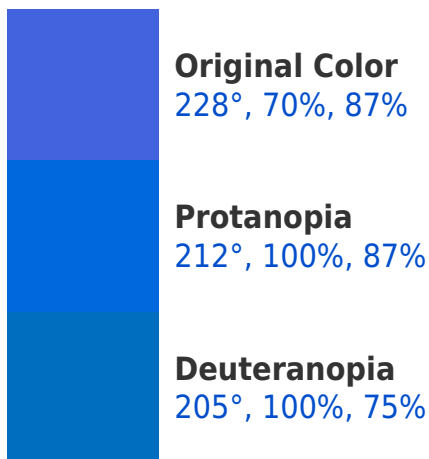 Original Color
228°, 70%, 87%
Protanopia
212°, 100%, 87%
Deuteranopia
205°, 100%, 75%